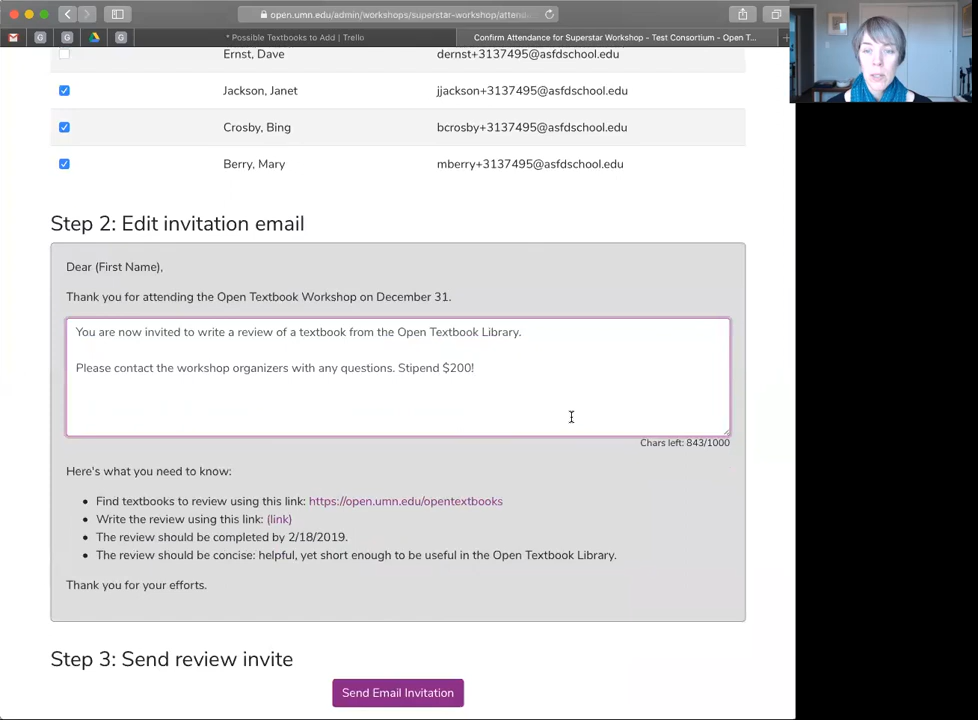 open.umn.edu/admin/workshops/superstar-workshop/attend
* Possible Textbooks to Add | Trello
Confirm Attendance for Superstar Workshop - Test Consortium - Open T...
Ernst, Dave dernst+3137495@asfdschool.edu
Jackson, Janet jjackson+3137495@asfdschool.edu
Crosby, Bing bcrosby+3137495@asfdschool.edu
Berry, Mary mberry+3137495@asfdschool.edu
Step 2: Edit invitation email
Dear (First Name),
Thank you for attending the Open Textbook Workshop on December 31.
You are now invited to write a review of a textbook from the Open Textbook Library.
Please contact the workshop organizers with any questions. Stipend $200!
Chars left: 843/1000
Here's what you need to know:
Find textbooks to review using this link: https://open.umn.edu/opentextbooks
Write the review using this link: (link)
The review should be completed by 2/18/2019.
The review should be concise: helpful, yet short enough to be useful in the Open Textbook Library.
Thank you for your efforts.
Step 3: Send review invite
Send Email Invitation